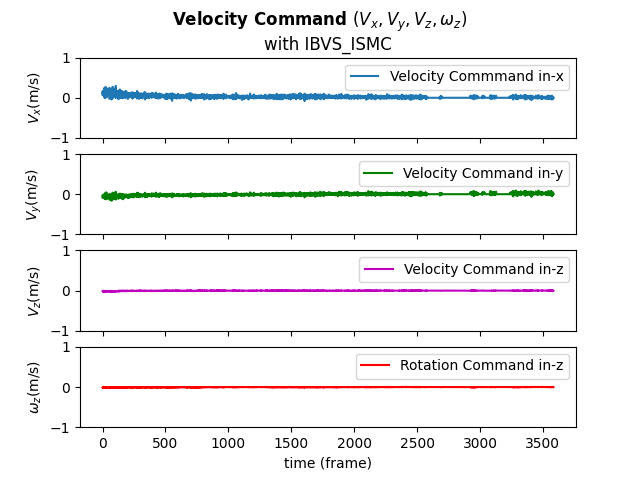 Velocity Command (Vx, Vy, Vz, ωz)
with IBVS_ISMC
1
0
−1
Vx(m/s)
Velocity Commmand in-x
1
0
−1
Vy(m/s)
Velocity Command in-y
1
0
−1
Vz(m/s)
Velocity Command in-z
1
0
−1
ωz(m/s)
Rotation Command in-z
0 500 1000 1500 2000 2500 3000 3500
time (frame)